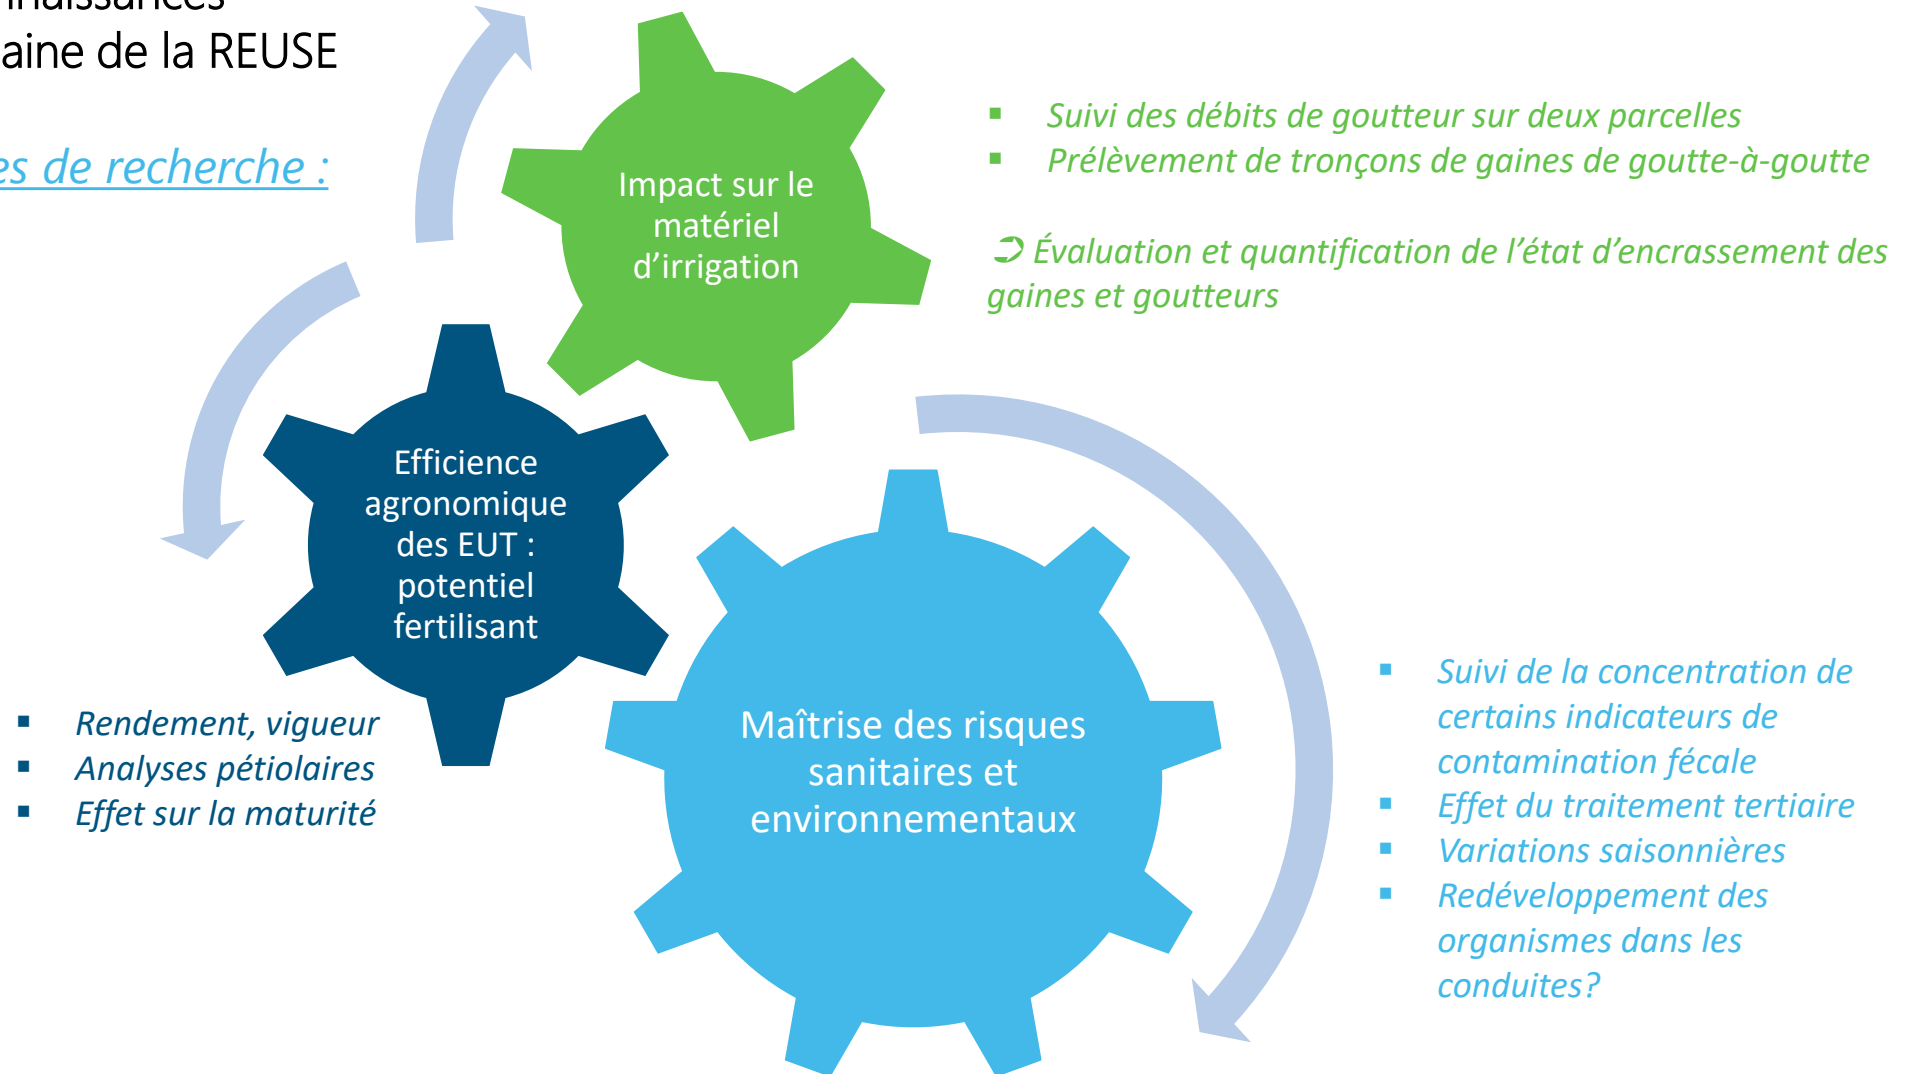 nnaissances
aine de la REUSE
es de recherche :
Impact sur le
matériel
d’irrigation
▪ Suivi des débits de goutteur sur deux parcelles
▪ Prélèvement de tronçons de gaines de goutte-à-goutte
➲ Évaluation et quantification de l’état d’encrassement des
gaines et goutteurs
Efficience
agronomique
des EUT :
potentiel
fertilisant
▪ Rendement, vigueur
▪ Analyses pétiolaires
▪ Effet sur la maturité
Maîtrise des risques
sanitaires et
environnementaux
▪ Suivi de la concentration de
certains indicateurs de
contamination fécale
▪ Effet du traitement tertiaire
▪ Variations saisonnières
▪ Redéveloppement des
organismes dans les
conduites?